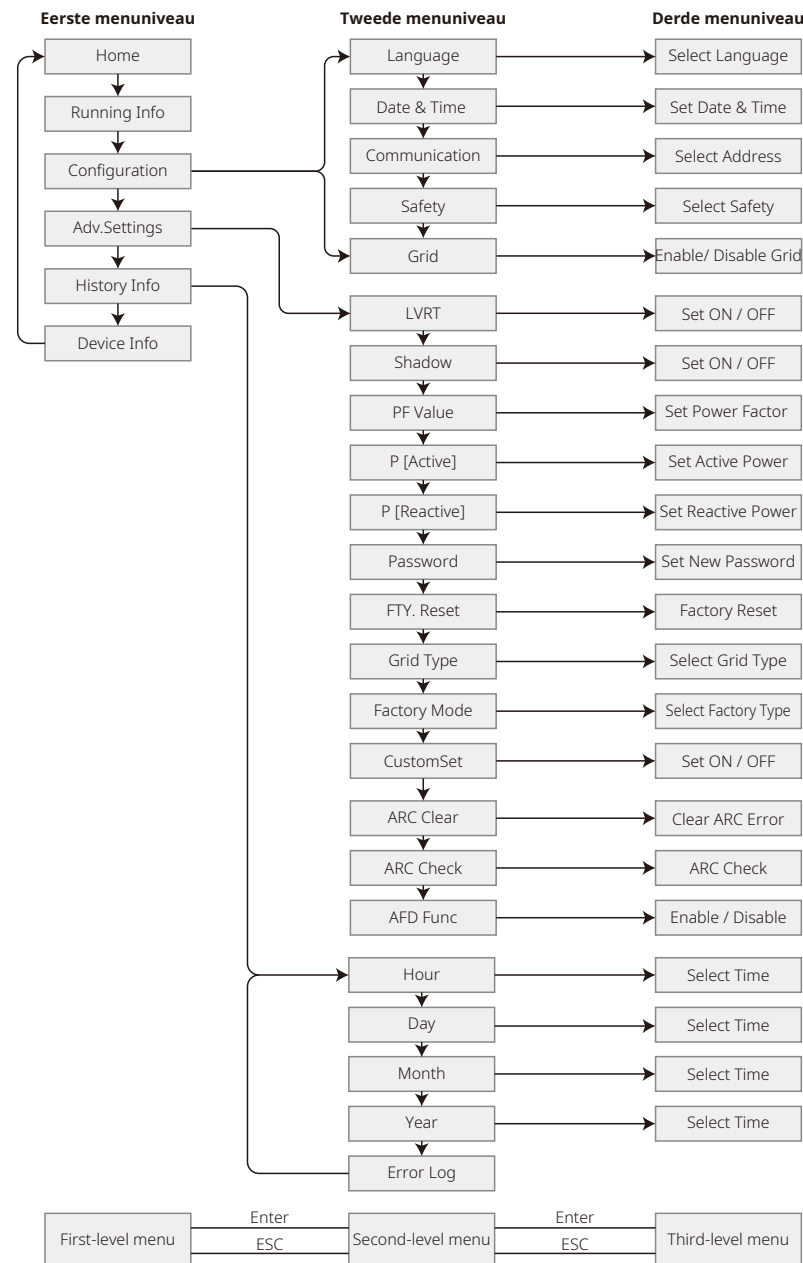 Eerste menuniveau
Tweede menuniveau
Derde menuniveau
Home
Running Info
Configuration
Adv.Settings
History Info
Device Info
Language
Select Language
Date & Time
Set Date & Time
Communication
Select Address
Safety
Select Safety
Grid
Enable/ Disable Grid
LVRT
Set ON / OFF
Shadow
Set ON / OFF
PF Value
Set Power Factor
P [Active]
Set Active Power
P [Reactive]
Set Reactive Power
Password
Set New Password
FTY. Reset
Factory Reset
Grid Type
Select Grid Type
Factory Mode
Select Factory Type
CustomSet
Set ON / OFF
ARC Clear
Clear ARC Error
ARC Check
ARC Check
AFD Func
Enable / Disable
Hour
Select Time
Day
Select Time
Month
Select Time
Year
Select Time
Error Log
First-level menu
Enter
ESC
Second-level menu
Enter
ESC
Third-level menu